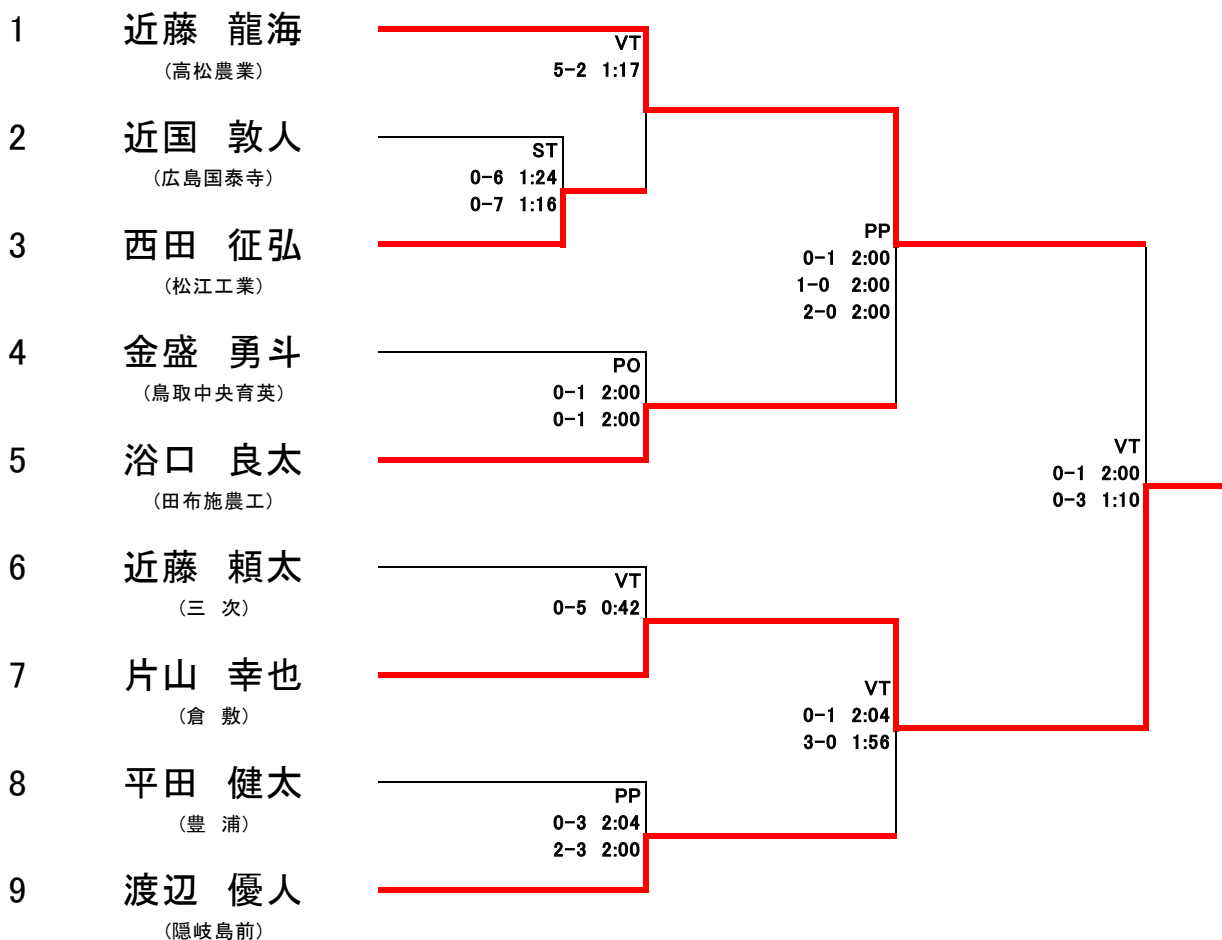 1 近藤 龍海
(高松農業)
VT
5-2 1:17
2 近国 敦人
(広島国泰寺)
ST
0-6 1:24
0-7 1:16
3 西田 征弘
(松江工業)
PP
0-1 2:00
1-0 2:00
2-0 2:00
4 金盛 勇斗
(鳥取中央育英)
PO
0-1 2:00
0-1 2:00
5 浴口 良太
(田布施農工)
VT
0-1 2:00
0-3 1:10
6 近藤 頼太
(三 次)
VT
0-5 0:42
7 片山 幸也
(倉 敷)
VT
0-1 2:04
3-0 1:56
8 平田 健太
(豊 浦)
PP
0-3 2:04
2-3 2:00
9 渡辺 優人
(隠岐島前)